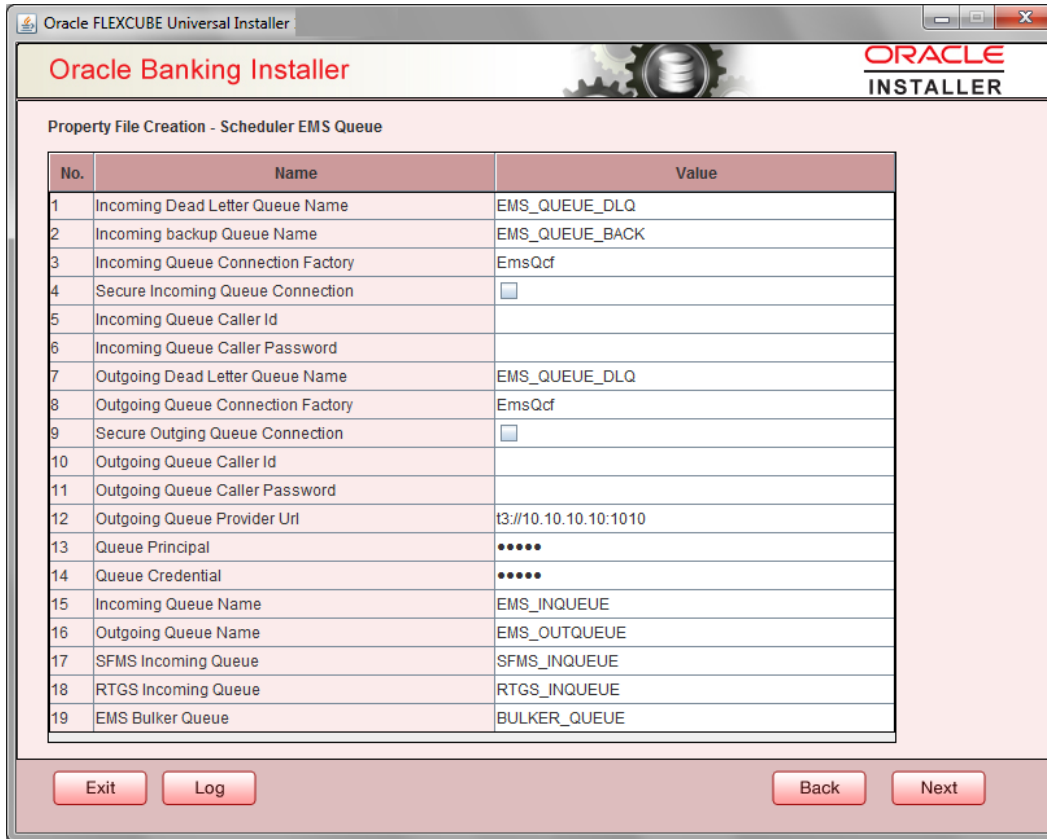 Oracle FLEXCUBE Universal Installer
Oracle Banking Installer
ORACLE
INSTALLER
Property File Creation - Scheduler EMS Queue
No. Name Value
1 Incoming Dead Letter Queue Name EMS_QUEUE_DLQ
2 Incoming backup Queue Name EMS_QUEUE_BACK
3 Incoming Queue Connection Factory EmsQcf
4 Secure Incoming Queue Connection
5 Incoming Queue Caller Id
6 Incoming Queue Caller Password
7 Outgoing Dead Letter Queue Name EMS_QUEUE_DLQ
8 Outgoing Queue Connection Factory EmsQcf
9 Secure Outging Queue Connection
10 Outgoing Queue Caller Id
11 Outgoing Queue Caller Password
12 Outgoing Queue Provider Url t3://10.10.10.10:1010
13 Queue Principal •••••
14 Queue Credential •••••
15 Incoming Queue Name EMS_INQUEUE
16 Outgoing Queue Name EMS_OUTQUEUE
17 SFMS Incoming Queue SFMS_INQUEUE
18 RTGS Incoming Queue RTGS_INQUEUE
19 EMS Bulker Queue BULKER_QUEUE
Exit Log Back Next